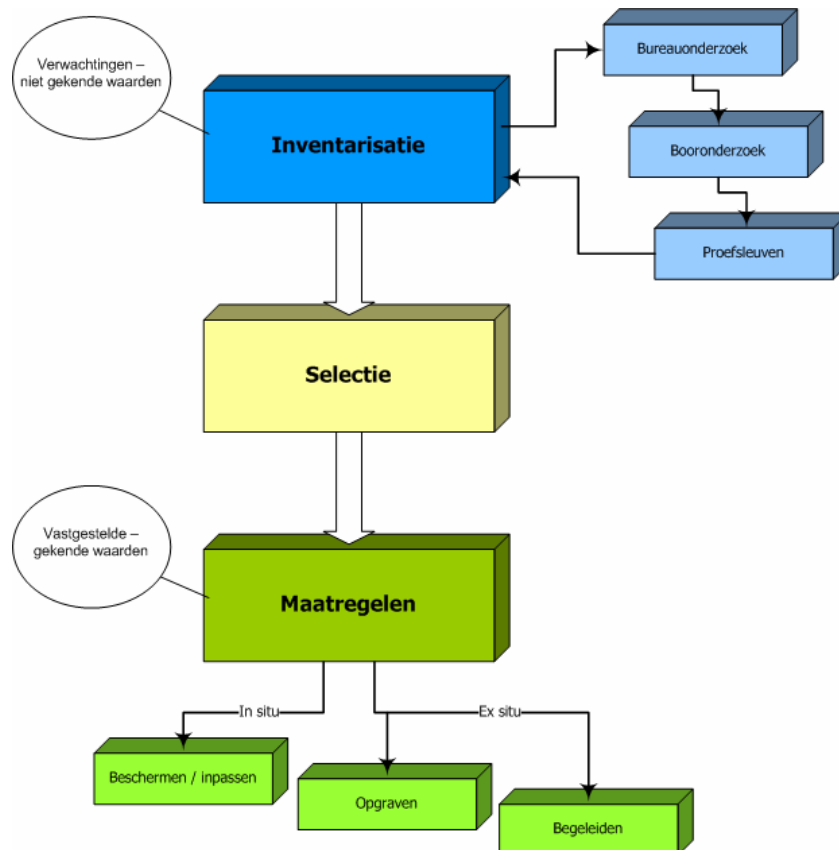 Verwachtingen –
niet gekende waarden
Inventarisatie
Bureauonderzoek
Booronderzoek
Proefsleuven
Selectie
Vastgestelde –
gekende waarden
Maatregelen
In situ
Ex situ
Beschermen / inpassen
Opgraven
Begeleiden